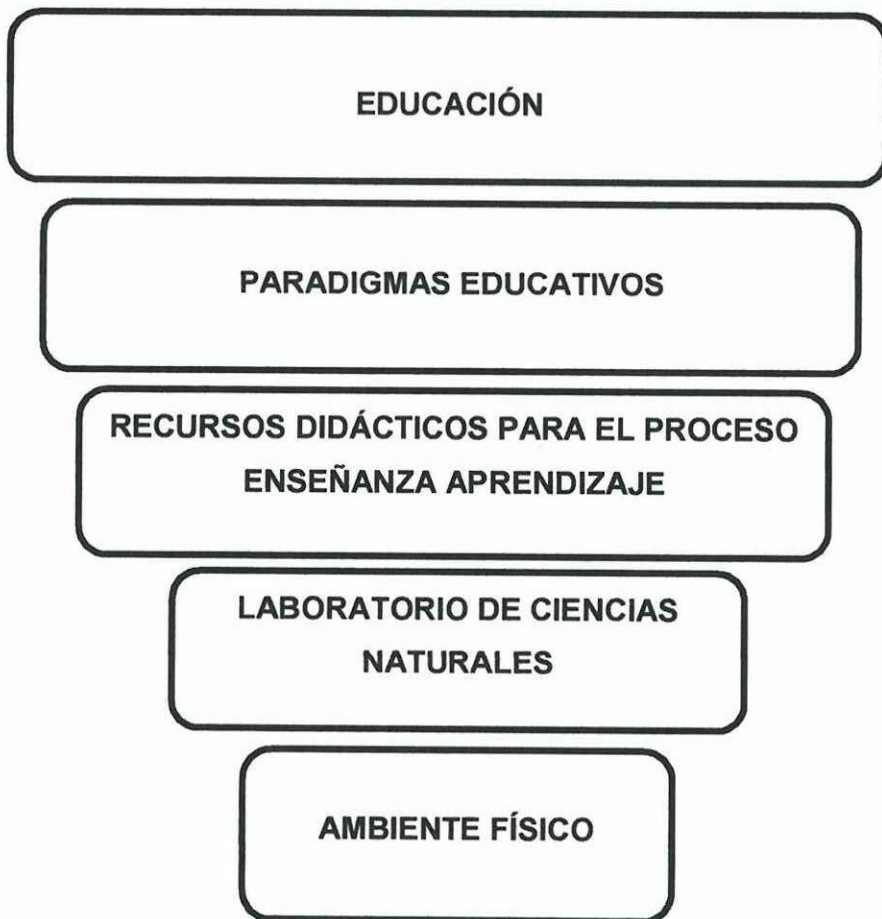 EDUCACIÓN
PARADIGMAS EDUCATIVOS
RECURSOS DIDÁCTICOS PARA EL PROCESO
ENSEÑANZA APRENDIZAJE
LABORATORIO DE CIENCIAS
NATURALES
AMBIENTE FÍSICO